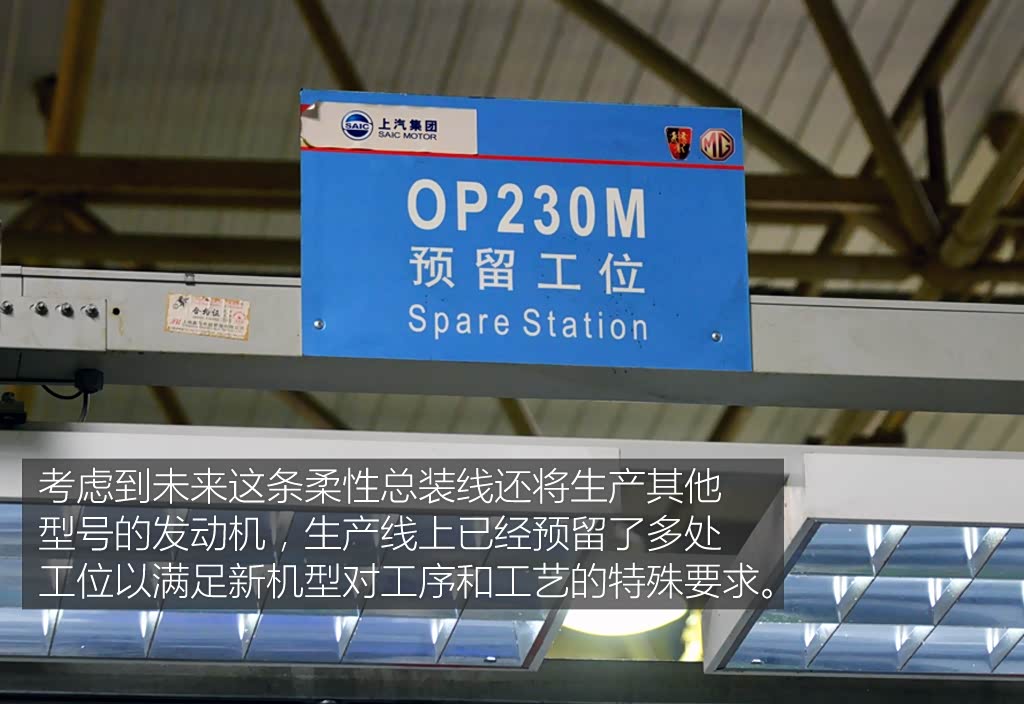 SAIC
上汽集团
SAIC MOTOR
MG
OP230M
预留工位
Spare Station
合格证
考虑到未来这条柔性总装线还将生产其他
型号的发动机，生产线上已经预留了多处
工位以满足新机型对工序和工艺的特殊要求。